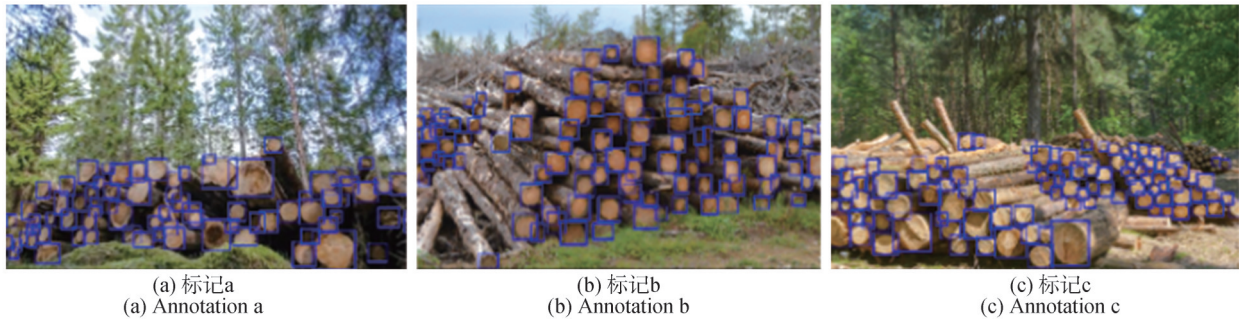 (a) 标记a
(a) Annotation a
(b) 标记b
(b) Annotation b
(c) 标记c
(c) Annotation c